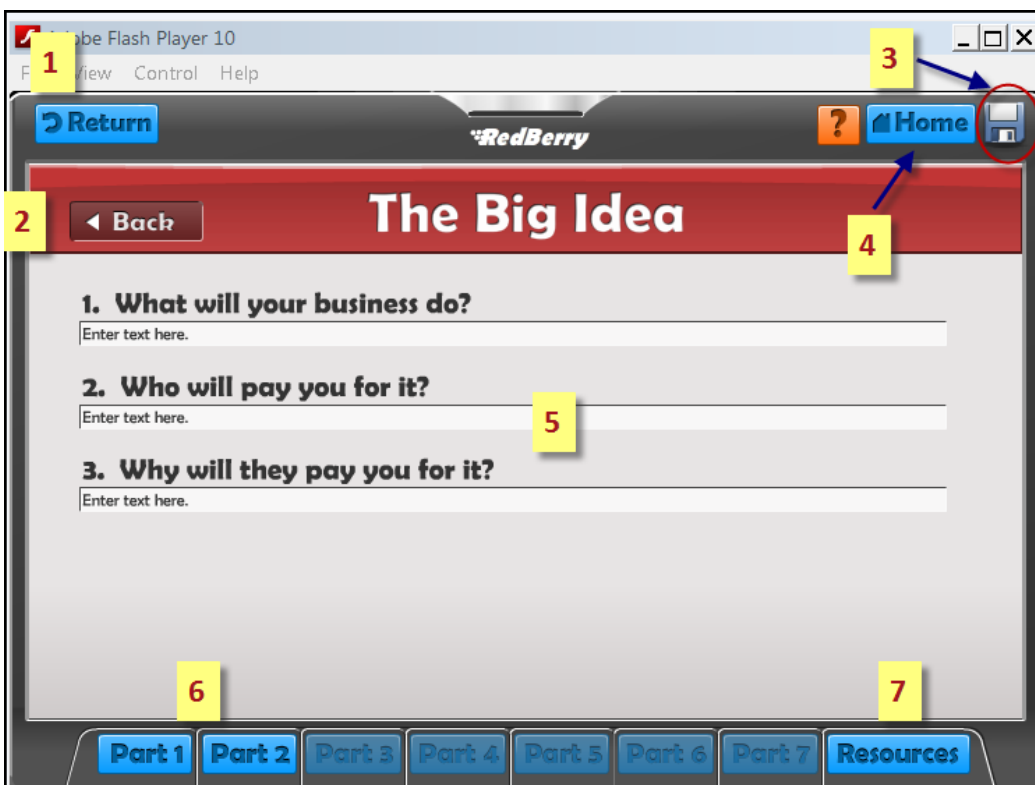 Adobe Flash Player 10
1
File View Control Help
3
Return
RedBerry
?
Home
2
Back
The Big Idea
4
1. What will your business do?
Enter text here.
2. Who will pay you for it?
Enter text here.
5
3. Why will they pay you for it?
Enter text here.
6
7
Part 1
Part 2
Part 3
Part 4
Part 5
Part 6
Part 7
Resources